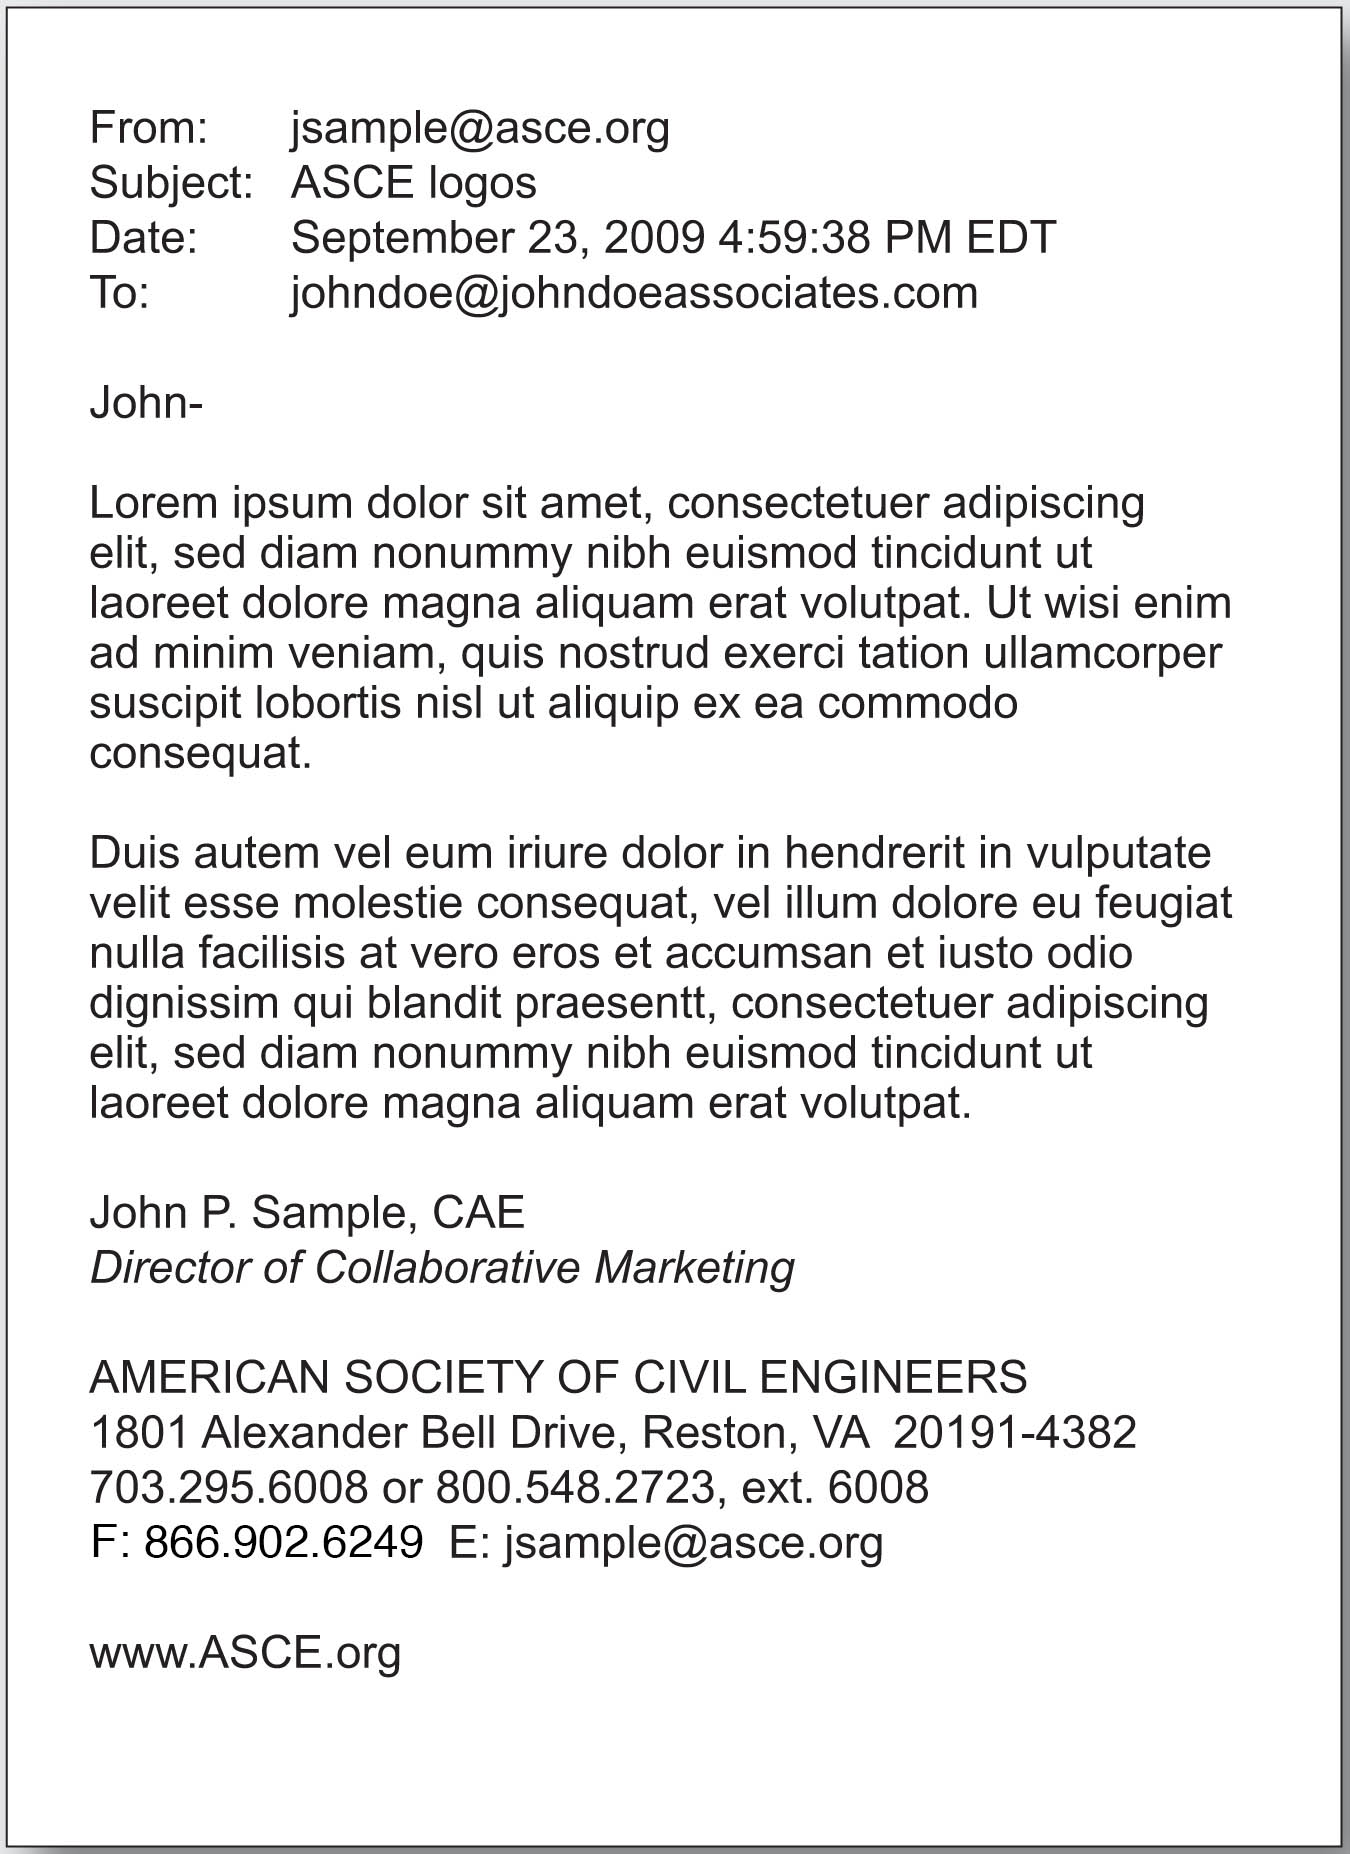 From: jsample@asce.org
Subject: ASCE logos
Date: September 23, 2009 4:59:38 PM EDT
To: johndoe@johndoeassociates.com
John-
Lorem ipsum dolor sit amet, consectetuer adipiscing
elit, sed diam nonummy nibh euismod tincidunt ut
laoreet dolore magna aliquam erat volutpat. Ut wisi enim
ad minim veniam, quis nostrud exerci tation ullamcorper
suscipit lobortis nisl ut aliquip ex ea commodo
consequat.
Duis autem vel eum iriure dolor in hendrerit in vulputate
velit esse molestie consequat, vel illum dolore eu feugiat
nulla facilisis at vero eros et accumsan et iusto odio
dignissim qui blandit praesentt, consectetuer adipiscing
elit, sed diam nonummy nibh euismod tincidunt ut
laoreet dolore magna aliquam erat volutpat.
John P. Sample, CAE
Director of Collaborative Marketing
AMERICAN SOCIETY OF CIVIL ENGINEERS
1801 Alexander Bell Drive, Reston, VA  20191-4382
703.295.6008 or 800.548.2723, ext. 6008
F: 866.902.6249  E: jsample@asce.org
www.ASCE.org